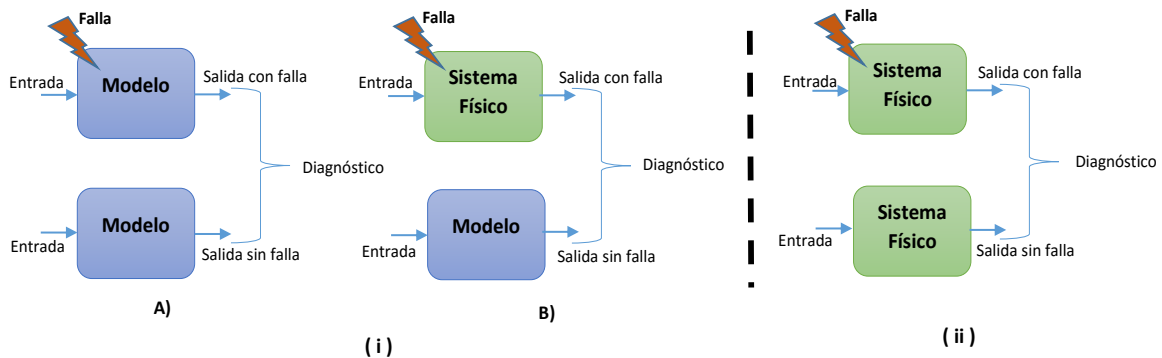 Falla
Entrada
Modelo
Salida con falla
Diagnóstico
Entrada
Modelo
Salida sin falla
A)
Falla
Entrada
Sistema
Físico
Salida con falla
Diagnóstico
Entrada
Modelo
Salida sin falla
B)
( i )
Falla
Entrada
Sistema
Físico
Salida con falla
Diagnóstico
Entrada
Sistema
Físico
Salida sin falla
( ii )